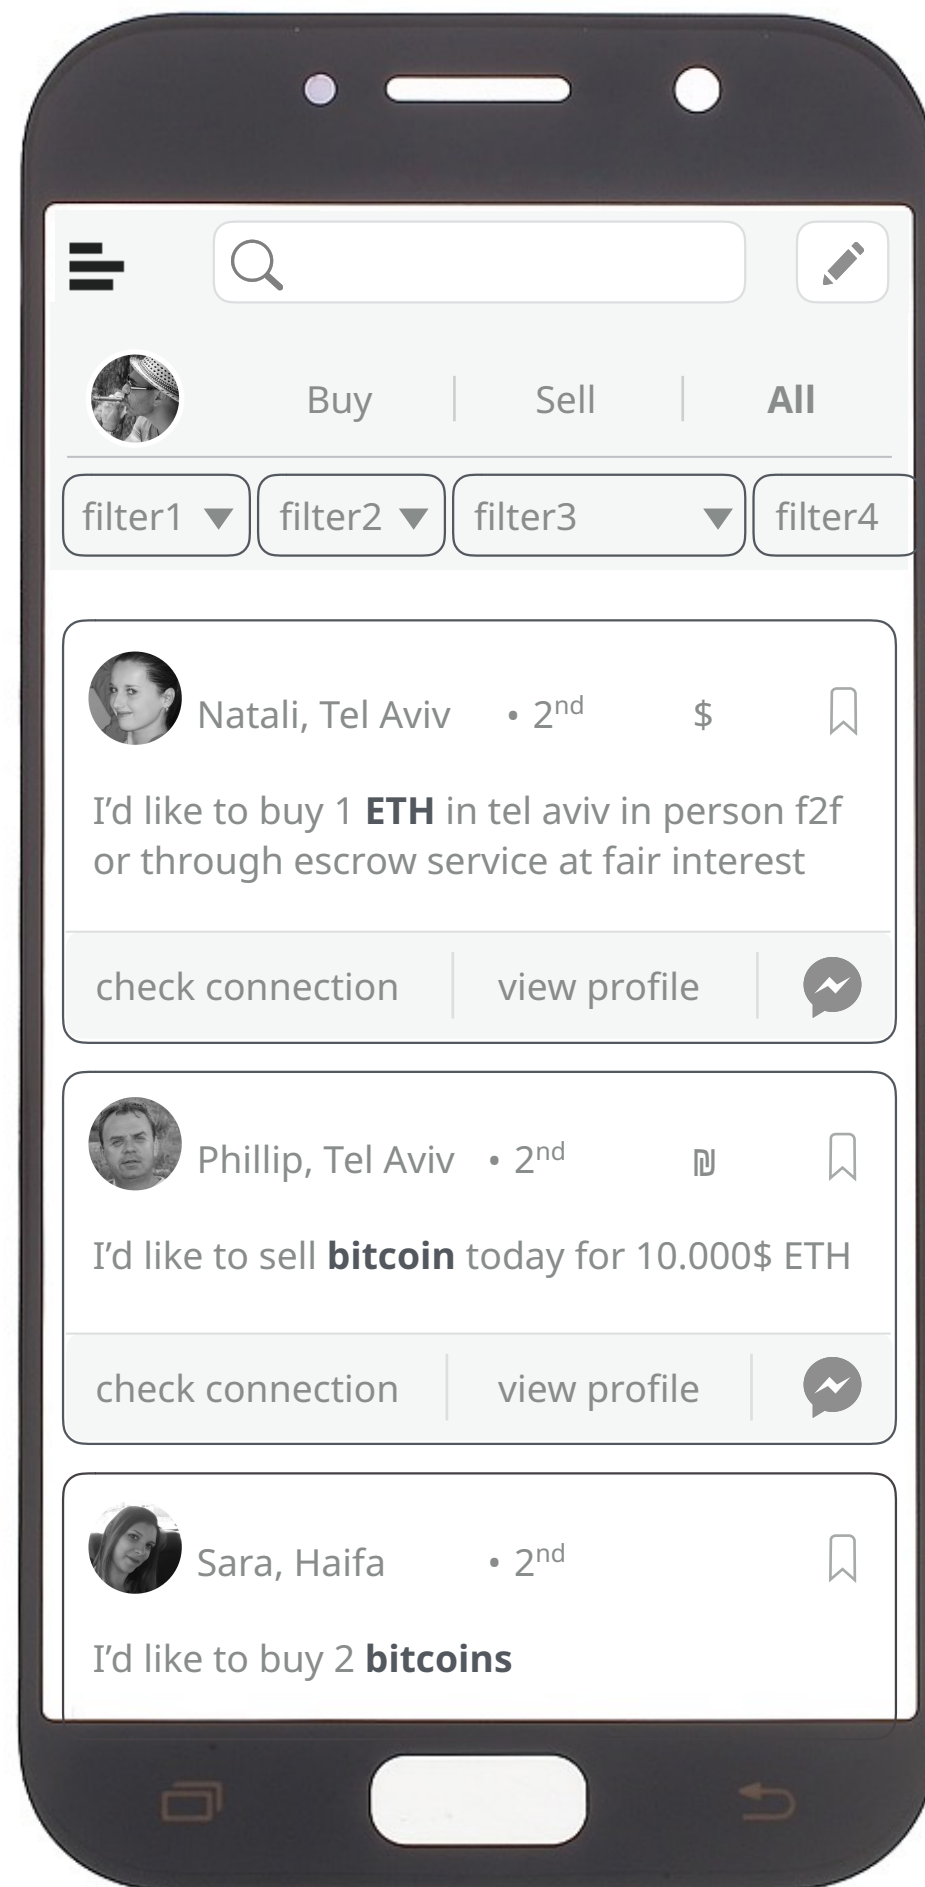 Buy | Sell | All
filter1 ▼ filter2 ▼ filter3 ▼ filter4
Natali, Tel Aviv • 2nd $
I’d like to buy 1 ETH in tel aviv in person f2f
or through escrow service at fair interest
check connection | view profile
Phillip, Tel Aviv • 2nd ₪
I’d like to sell bitcoin today for 10.000$ ETH
check connection | view profile
Sara, Haifa • 2nd
I’d like to buy 2 bitcoins